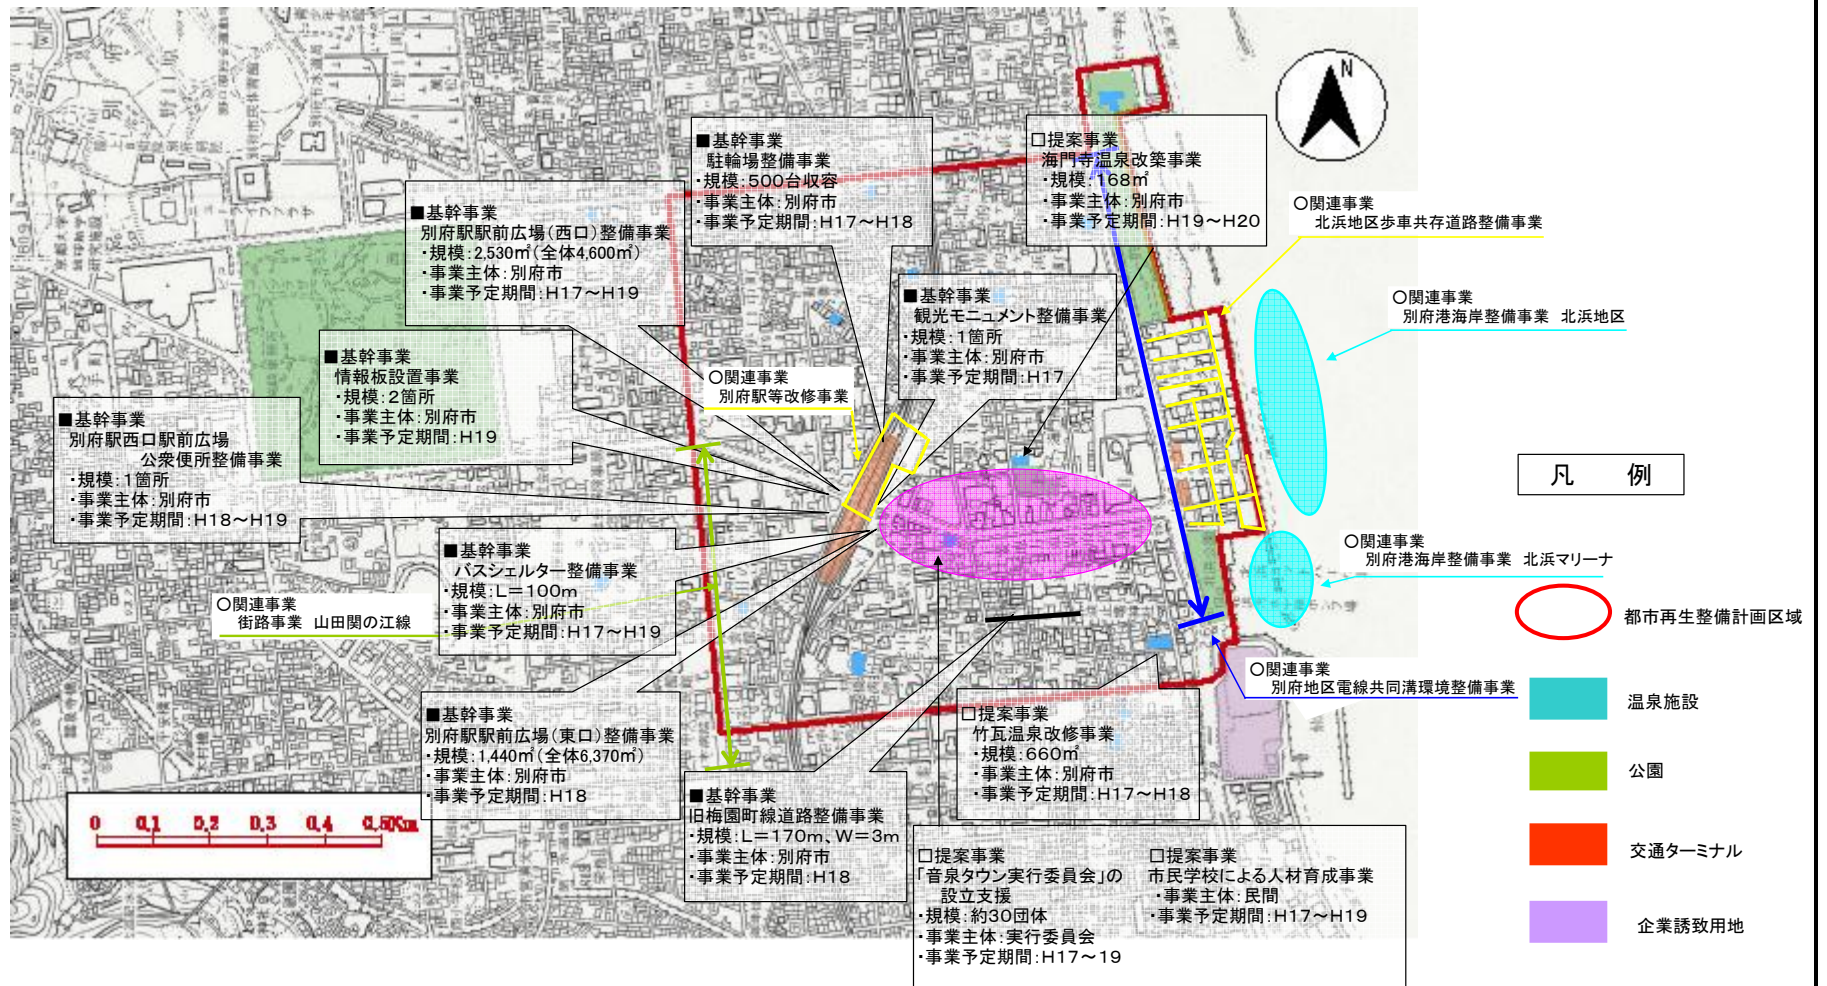 ■基幹事業
駐輪場整備事業
・規模：500台収容
・事業主体：別府市
・事業予定期間：H17～H18
□提案事業
海門寺温泉改築事業
・規模：168㎡
・事業主体：別府市
・事業予定期間：H19～H20
N
■基幹事業
別府駅駅前広場（西口）整備事業
・規模：2,530㎡（全体4,600㎡）
・事業主体：別府市
・事業予定期間：H17～H19
○関連事業
北浜地区歩車共存道路整備事業
■基幹事業
観光モニュメント整備事業
・規模：1箇所
・事業主体：別府市
・事業予定期間：H17
○関連事業
別府港海岸整備事業 北浜地区
■基幹事業
情報板設置事業
・規模：2箇所
・事業主体：別府市
・事業予定期間：H19
○関連事業
別府駅等改修事業
■基幹事業
別府駅西口駅前広場
公衆便所整備事業
・規模：1箇所
・事業主体：別府市
・事業予定期間：H18～H19
凡 例
■基幹事業
バスシェルター整備事業
・規模：L＝100m
・事業主体：別府市
・事業予定期間：H17～H19
○関連事業
別府港海岸整備事業 北浜マリーナ
○関連事業
街路事業 山田関の江線
都市再生整備計画区域
○関連事業
別府地区電線共同溝環境整備事業
■基幹事業
別府駅駅前広場（東口）整備事業
・規模：1,440㎡（全体6,370㎡）
・事業主体：別府市
・事業予定期間：H18
□提案事業
竹瓦温泉改修事業
・規模：660㎡
・事業主体：別府市
・事業予定期間：H17～H18
温泉施設
公園
■基幹事業
旧梅園町線道路整備事業
・規模：L＝170m、W＝3m
・事業主体：別府市
・事業予定期間：H18
0 0.1 0.2 0.3 0.4 0.5Km
交通ターミナル
□提案事業
「音泉タウン実行委員会」の
設立支援
・規模：約30団体
・事業主体：実行委員会
・事業予定期間：H17～19
□提案事業
市民学校による人材育成事業
・事業主体：民間
・事業予定期間：H17～H19
企業誘致用地